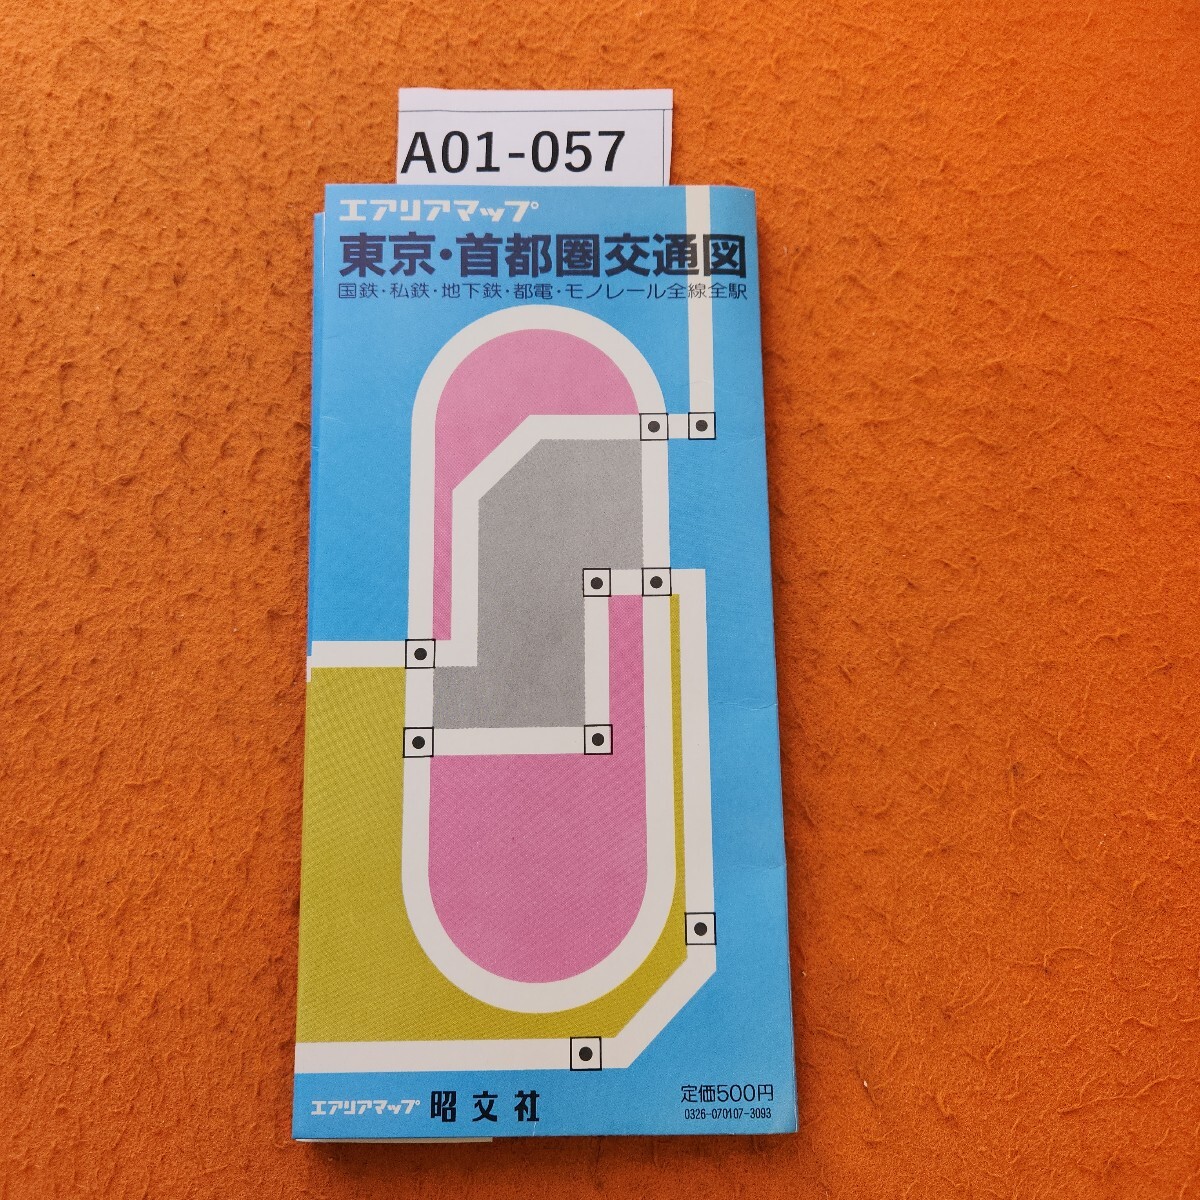 A01-057
エアリアマップ
東京・首都圏交通図
国鉄・私鉄・地下鉄・都電・モノレール全線全駅
エアリアマップ 昭文社
定価500円
0326-070107-3093